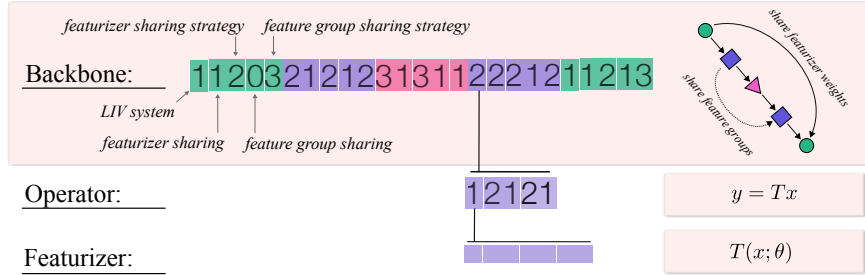 featurizer sharing strategy
feature group sharing strategy
Backbone:
1120321212313112221211213
LIV system
featurizer sharing
feature group sharing
share featurizer weights
share feature groups
Operator:
12121
y = Tx
Featurizer:
T(x; θ)